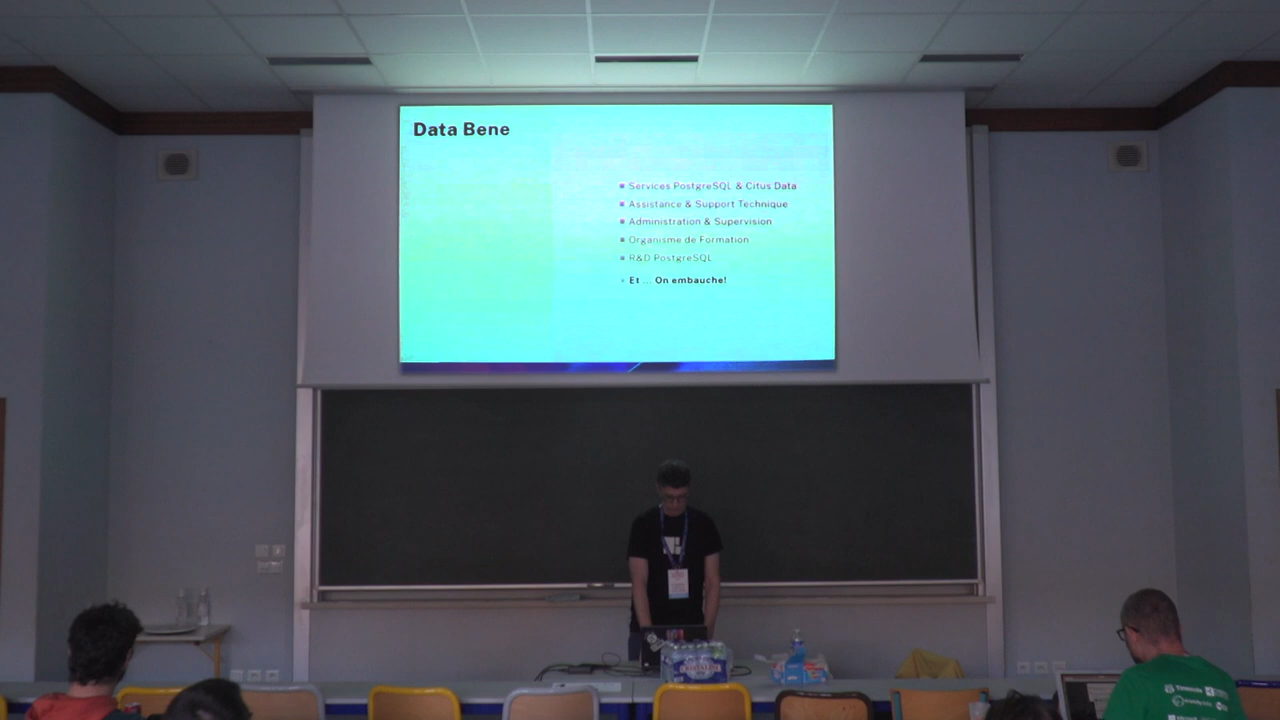 Data Bene
Services PostgreSQL & Citus Data
Assistance & Support Technique
Administration & Supervision
Organisme de Formation
R&D PostgreSQL
Et ... On embauche!